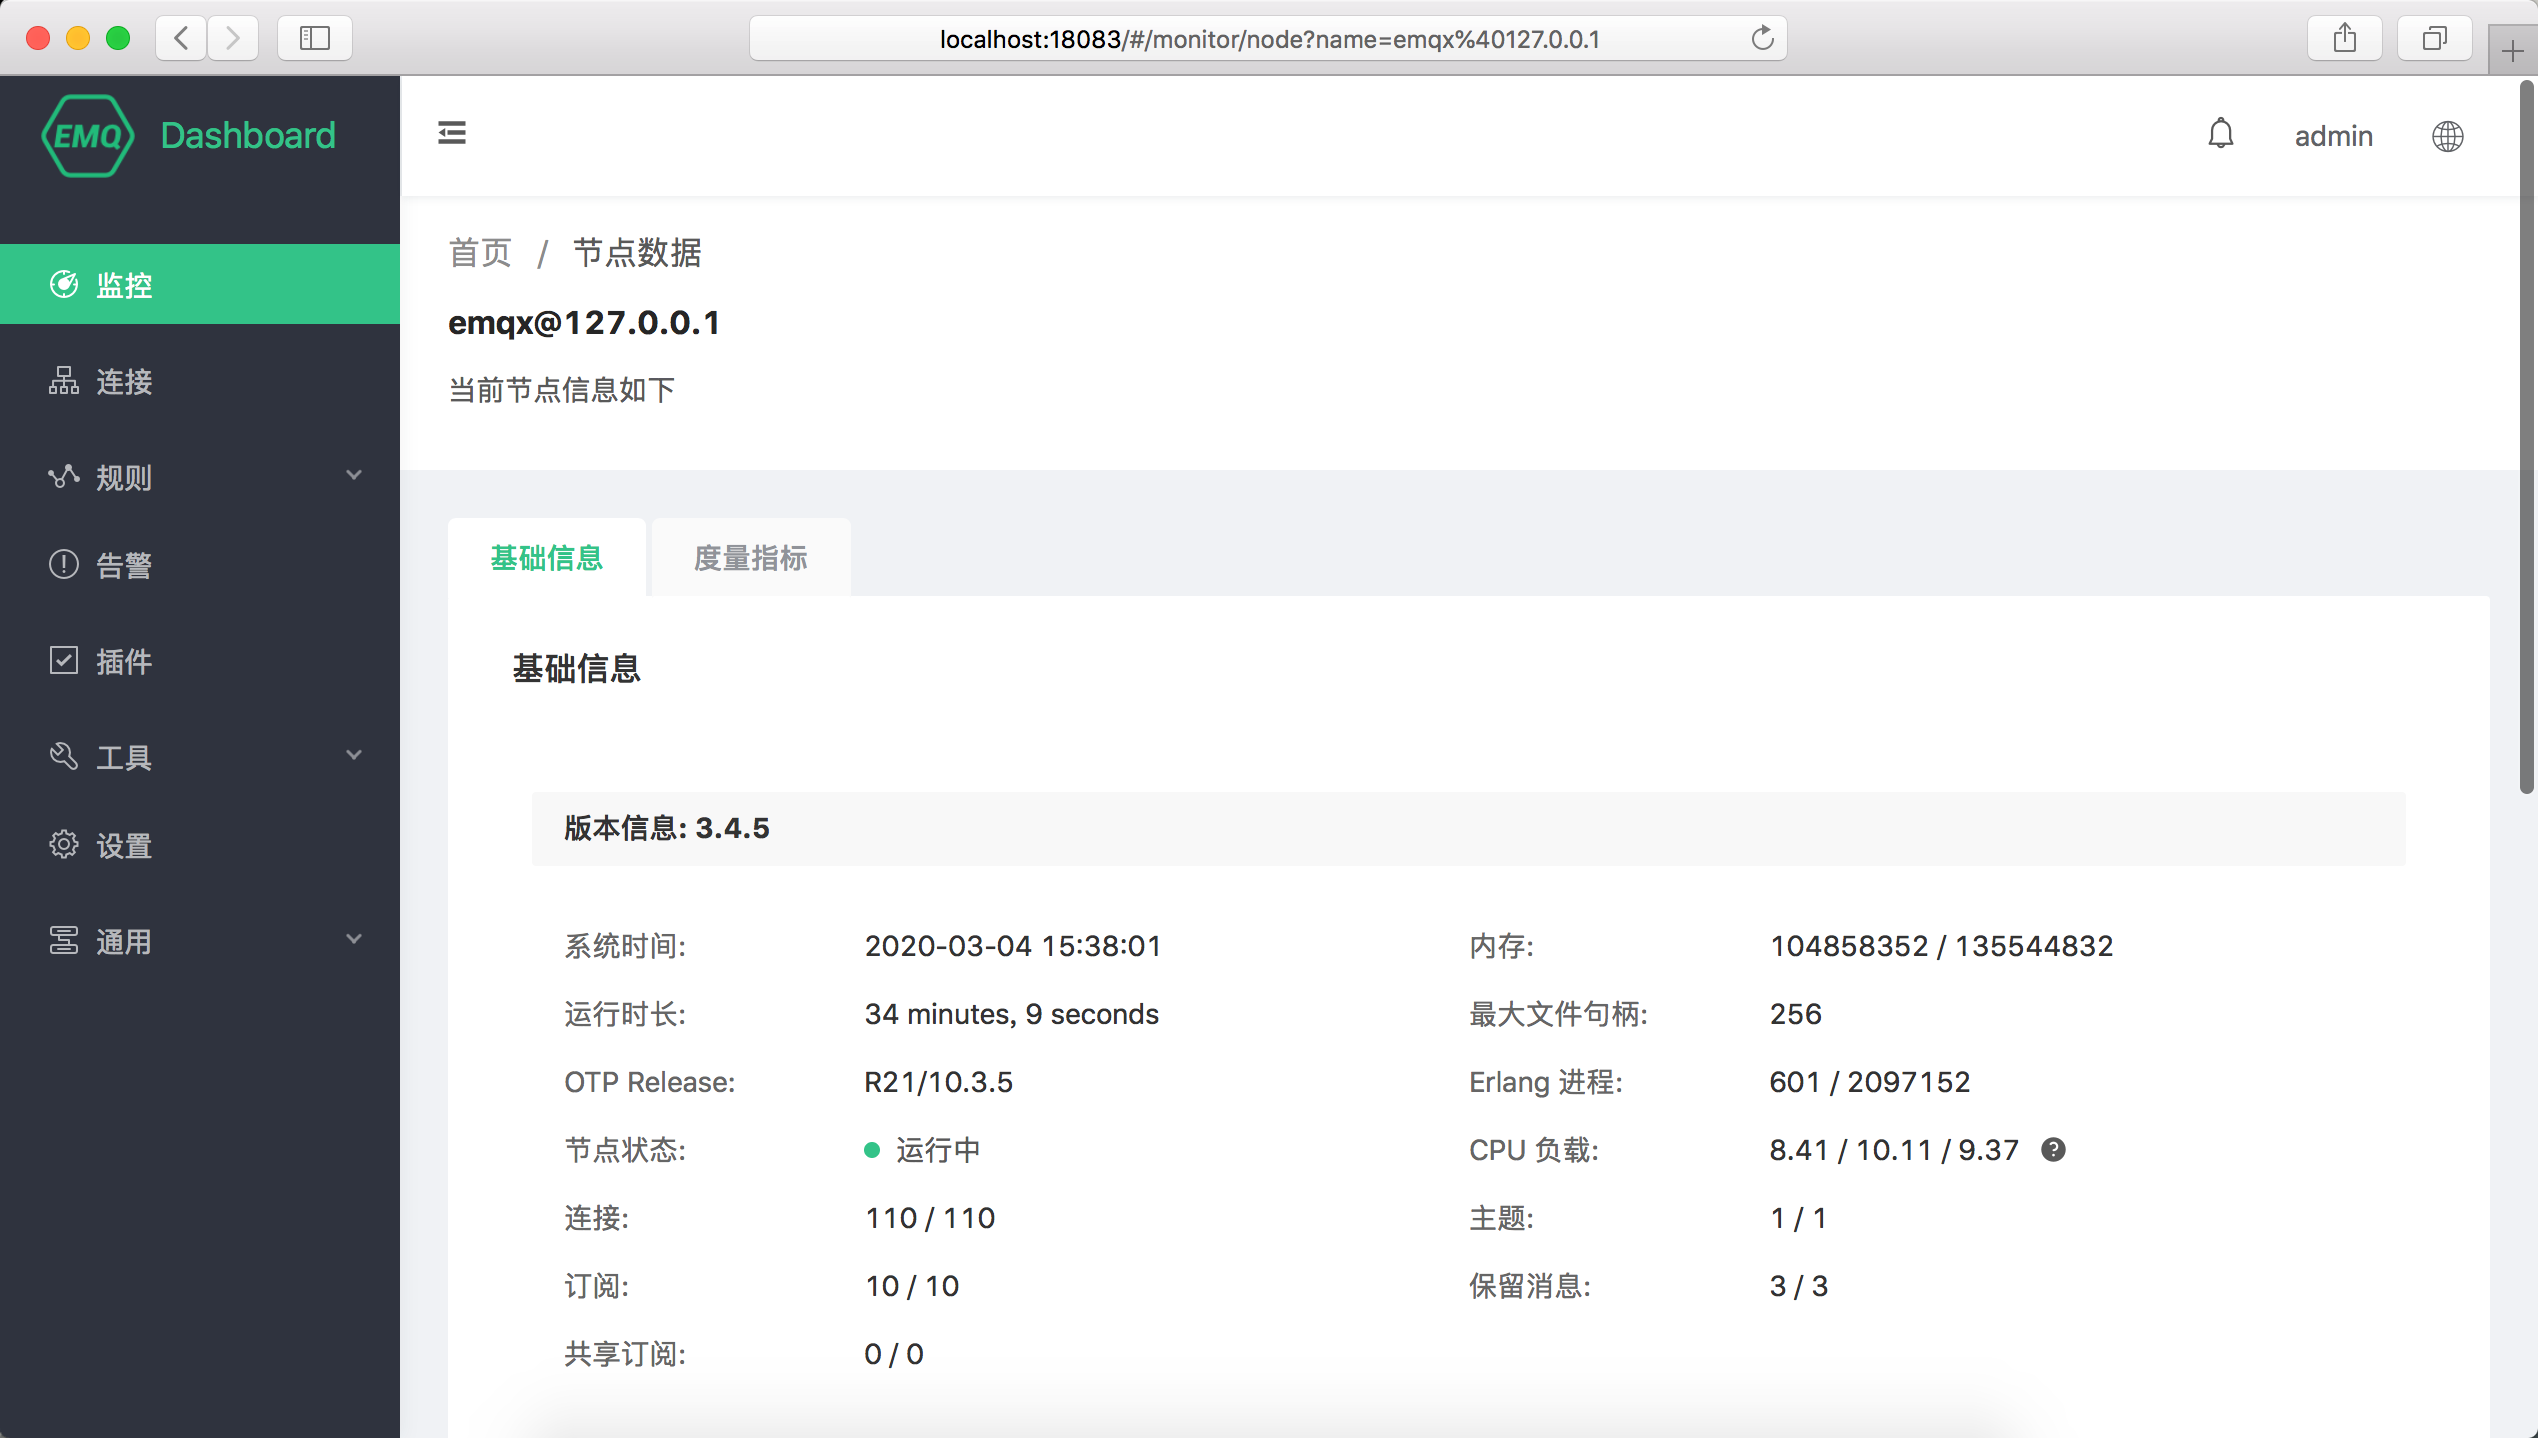 localhost:18083/#/monitor/node?name=emqx%40127.0.0.1
EMQ Dashboard
admin
监控
连接
规则
告警
插件
工具
设置
通用
首页 / 节点数据
emqx@127.0.0.1
当前节点信息如下
基础信息 度量指标
基础信息
版本信息: 3.4.5
系统时间: 2020-03-04 15:38:01 内存: 104858352 / 135544832
运行时长: 34 minutes, 9 seconds 最大文件句柄: 256
OTP Release: R21/10.3.5 Erlang 进程: 601 / 2097152
节点状态: 运行中 CPU 负载: 8.41 / 10.11 / 9.37 ?
连接: 110 / 110 主题: 1 / 1
订阅: 10 / 10 保留消息: 3 / 3
共享订阅: 0 / 0